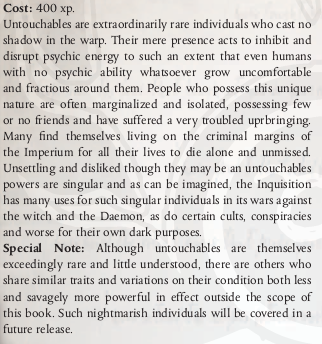 Cost: 400 xp.
Untouchables are extraordinarily rare individuals who cast no
shadow in the warp. Their mere presence acts to inhibit and
disrupt psychic energy to such an extent that even humans
with no psychic ability whatsoever grow uncomfortable
and fractious around them. People who possess this unique
nature are often marginalized and isolated, possessing few
or no friends and have suffered a very troubled uprbringing.
Many find themselves living on the criminal margins of
the Imperium for all their lives to die alone and unmissed.
Unsettling and disliked though they may be an untouchables
powers are singular and as can be imagined, the Inquisition
has many uses for such singular individuals in its wars against
the witch and the Daemon, as do certain cults, conspiracies
and worse for their own dark purposes.
Special Note: Although untouchables are themselves
exceedingly rare and little understood, there are others who
share similar traits and variations on their condition both less
and savagely more powerful in effect outside the scope of
this book. Such nightmarish individuals will be covered in a
future release.